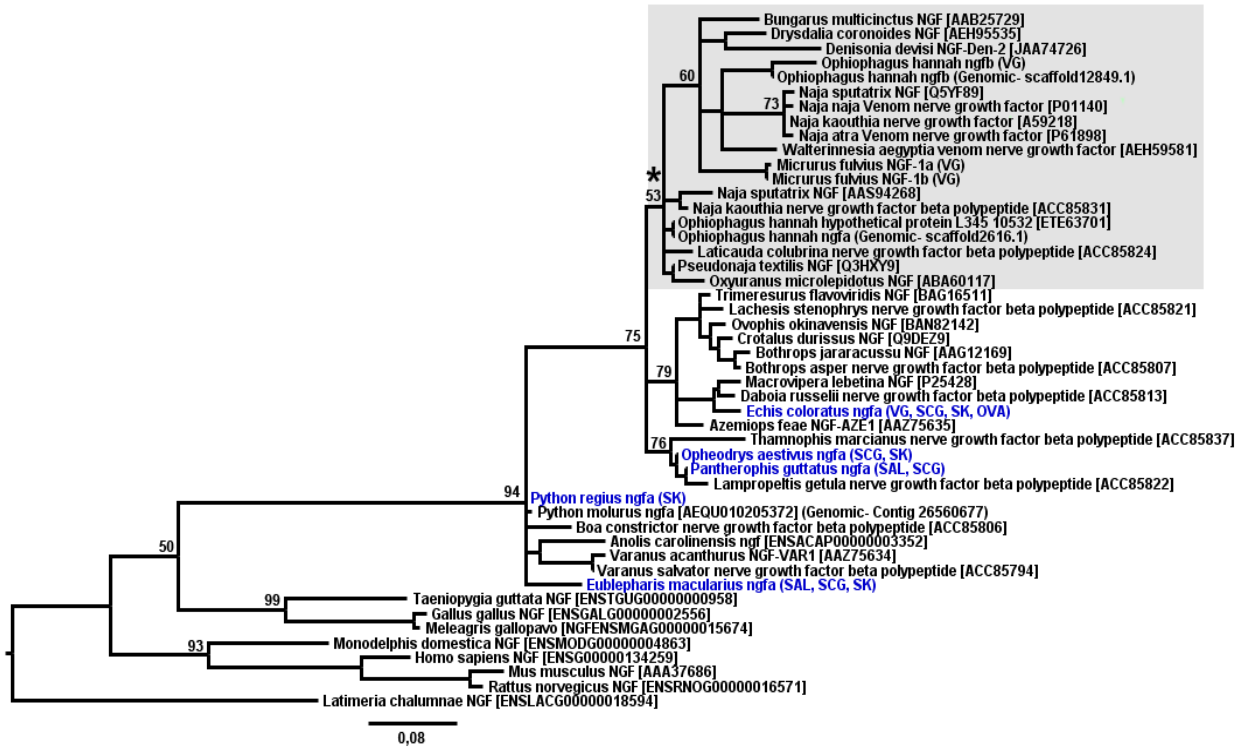 Bungarus multicinctus NGF [AAB25729]
Drysdalia coronoides NGF [AEH95535]
Denisonia devisi NGF-Den-2 [JAA74726]
60
Ophiophagus hannah ngfb (VG)
Ophiophagus hannah ngfb (Genomic- scaffold12849.1)
Naja sputatrix NGF [Q5YF89]
73
Naja naja Venom nerve growth factor [P01140]
Naja kaouthia nerve growth factor [A59218]
Naja atra Venom nerve growth factor [P61898]
Walterinnesia aegyptia venom nerve growth factor [AEH59581]
Micrurus fulvius NGF-1a (VG)
*
Micrurus fulvius NGF-1b (VG)
53
Naja sputatrix NGF [AAS94268]
Naja kaouthia nerve growth factor beta polypeptide [ACC85831]
Ophiophagus hannah hypothetical protein L345 10532 [ETE63701]
Ophiophagus hannah ngfa (Genomic- scaffold2616.1)
Laticauda colubrina nerve growth factor beta polypeptide [ACC85824]
Pseudonaja textilis NGF [Q3HXY9]
Oxyuranus microlepidotus NGF [ABA60117]
Trimeresurus flavoviridis NGF [BAG16511]
Lachesis stenophrys nerve growth factor beta polypeptide [ACC85821]
Ovophis okinavensis NGF [BAN82142]
75
Crotalus durissus NGF [Q9DEZ9]
Bothrops jararacussu NGF [AAG12169]
Bothrops asper nerve growth factor beta polypeptide [ACC85807]
79
Macrovipera lebetina NGF [P25428]
Daboia russelii nerve growth factor beta polypeptide [ACC85813]
Echis coloratus ngfa (VG, SCG, SK, OVA)
Azemiops feae NGF-AZE1 [AAZ75635]
76
Thamnophis marcianus nerve growth factor beta polypeptide [ACC85837]
Opheodrys aestivus ngfa (SCG, SK)
Pantherophis guttatus ngfa (SAL, SCG)
Lampropeltis getula nerve growth factor beta polypeptide [ACC85822]
94
Python regius ngfa (SK)
Python molurus ngfa [AEQU010205372] (Genomic- Contig 26560677)
Boa constrictor nerve growth factor beta polypeptide [ACC85806]
Anolis carolinensis ngf [ENSACAP00000003352]
50
Varanus acanthurus NGF-VAR1 [AAZ75634]
Varanus salvator nerve growth factor beta polypeptide [ACC85794]
Eublepharis macularius ngfa (SAL, SCG, SK)
99
Taeniopygia guttata NGF [ENSTGUG00000000958]
Gallus gallus NGF [ENSGALG00000002556]
Meleagris gallopavo [NGFENSMGAG00000015674]
93
Monodelphis domestica NGF [ENSMODG00000004863]
Homo sapiens NGF [ENSG00000134259]
Mus musculus NGF [AAA37686]
Rattus norvegicus NGF [ENSRNOG00000016571]
Latimeria chalumnae NGF [ENSLACG00000018594]
0,08